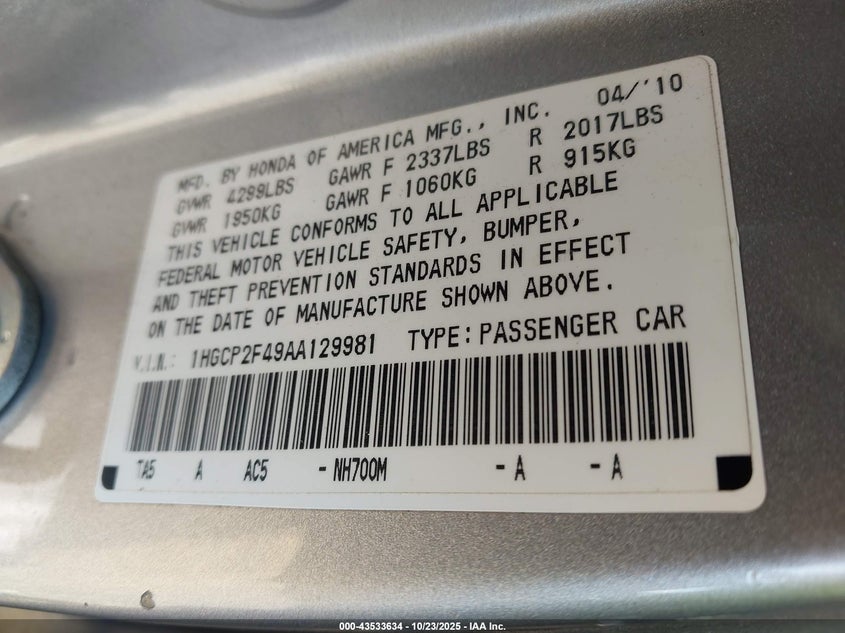 MFD. BY HONDA OF AMERICA MFG., INC. 04/'10
GVWR 4299LBS GAWR F 2337LBS R 2017LBS
GVWR 1950KG GAWR F 1060KG R 915KG
THIS VEHICLE CONFORMS TO ALL APPLICABLE
FEDERAL MOTOR VEHICLE SAFETY, BUMPER,
AND THEFT PREVENTION STANDARDS IN EFFECT
ON THE DATE OF MANUFACTURE SHOWN ABOVE.
V.I.N.: 1HGCP2F49AA129981 TYPE: PASSENGER CAR
TA5 A AC5 -NH700M -A -A
000-43533634 - 10/23/2025 - IAA Inc.